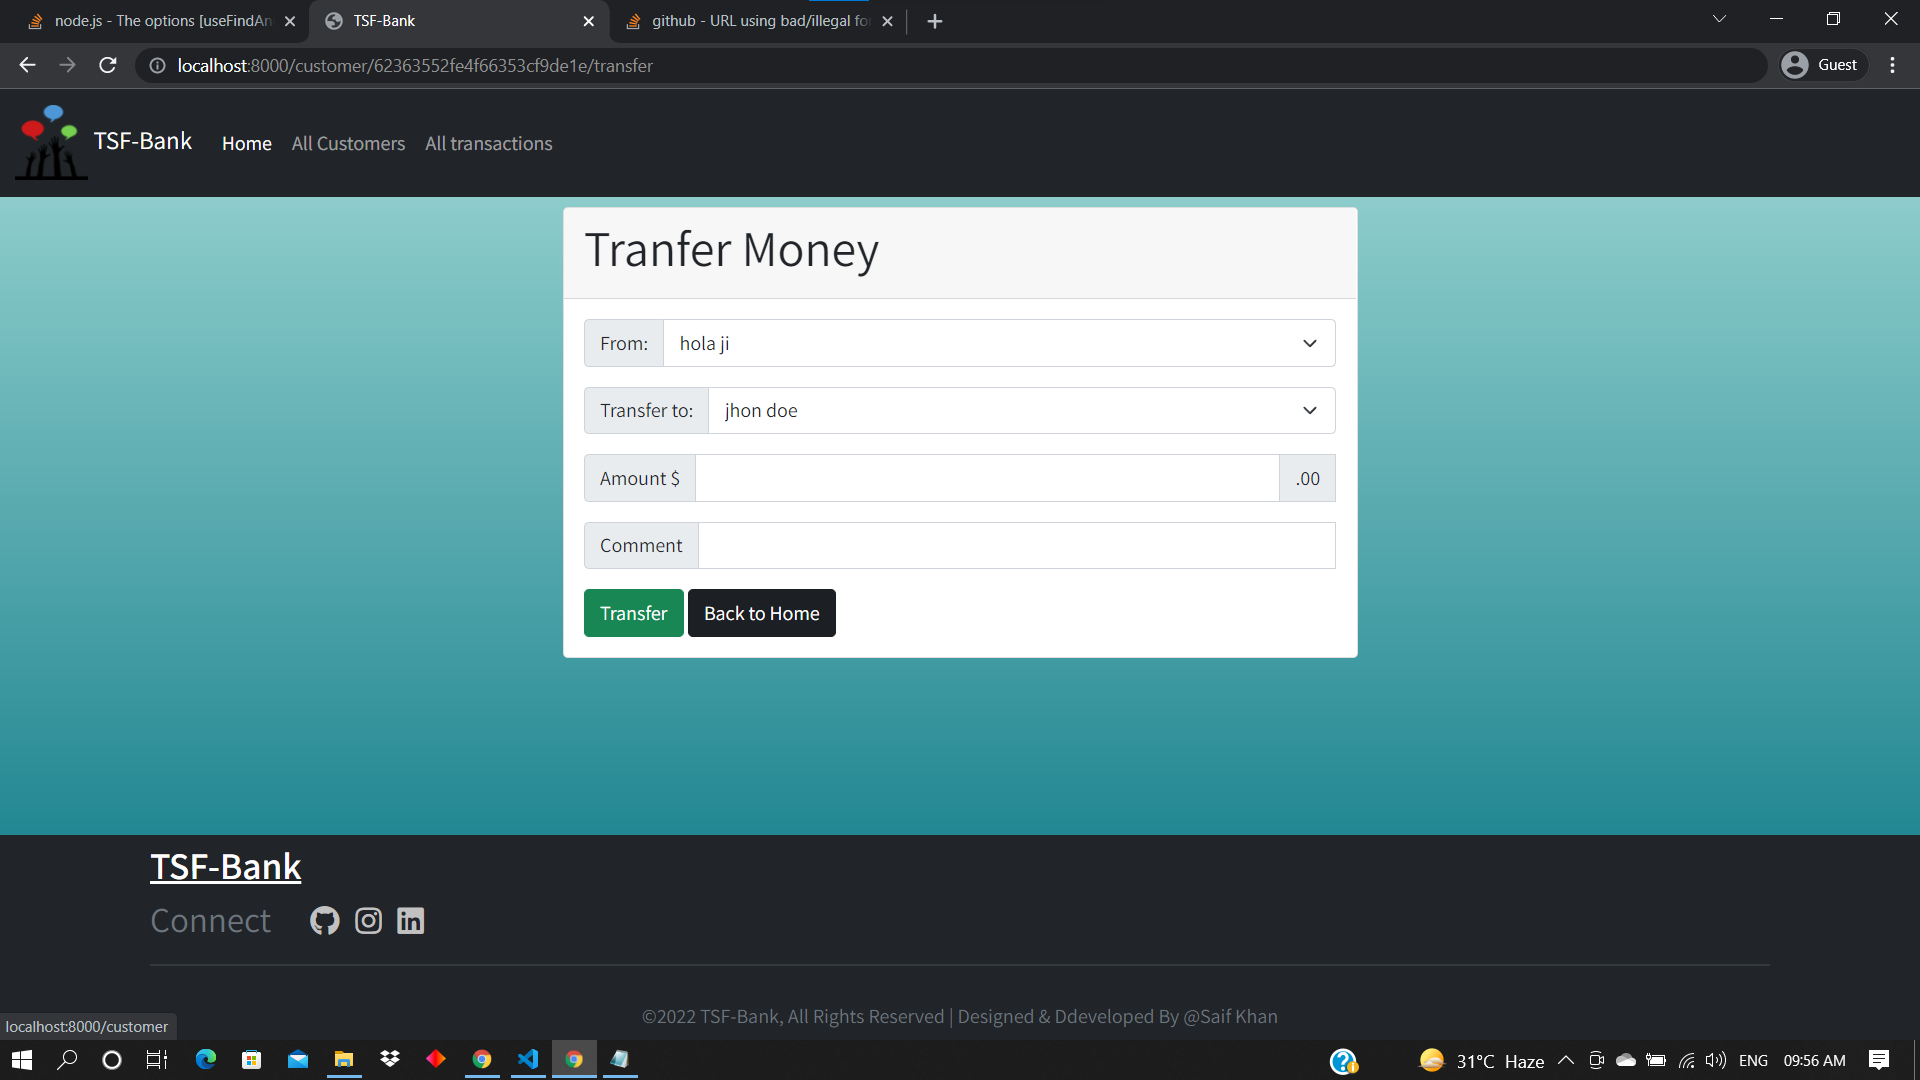 node.js - The options [useFindAn
TSF-Bank
github - URL using bad/illegal fo
localhost:8000/customer/62363552fe4f66353cf9de1e/transfer
Guest
TSF-Bank
Home
All Customers
All transactions
Tranfer Money
From:
hola ji
Transfer to:
jhon doe
Amount $
.00
Comment
Transfer
Back to Home
TSF-Bank
Connect
©2022 TSF-Bank, All Rights Reserved | Designed & Ddeveloped By @Saif Khan
localhost:8000/customer
31°C Haze
ENG
09:56 AM